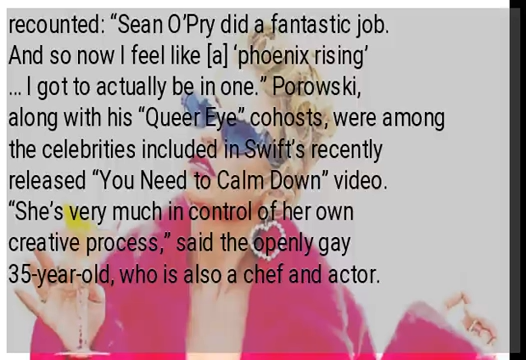 recounted: “Sean O’Pry did a fantastic job.
And so now I feel like [a] ‘phoenix rising’
... I got to actually be in one.” Porowski,
along with his “Queer Eye” cohosts, were among
the celebrities included in Swift’s recently
released “You Need to Calm Down” video.
“She’s very much in control of her own
creative process,” said the openly gay
35-year-old, who is also a chef and actor.